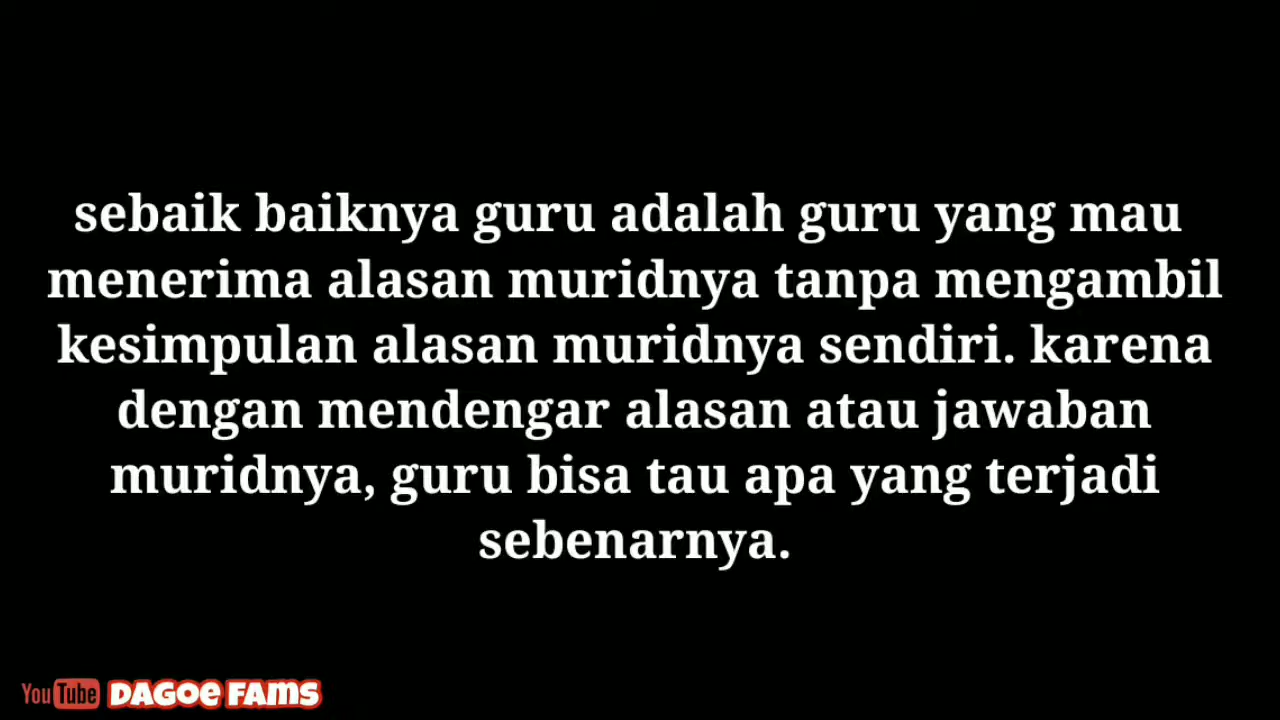 sebaik baiknya guru adalah guru yang mau
menerima alasan muridnya tanpa mengambil
kesimpulan alasan muridnya sendiri. karena
dengan mendengar alasan atau jawaban
muridnya, guru bisa tau apa yang terjadi
sebenarnya.
YouTube DAGOE FAMS